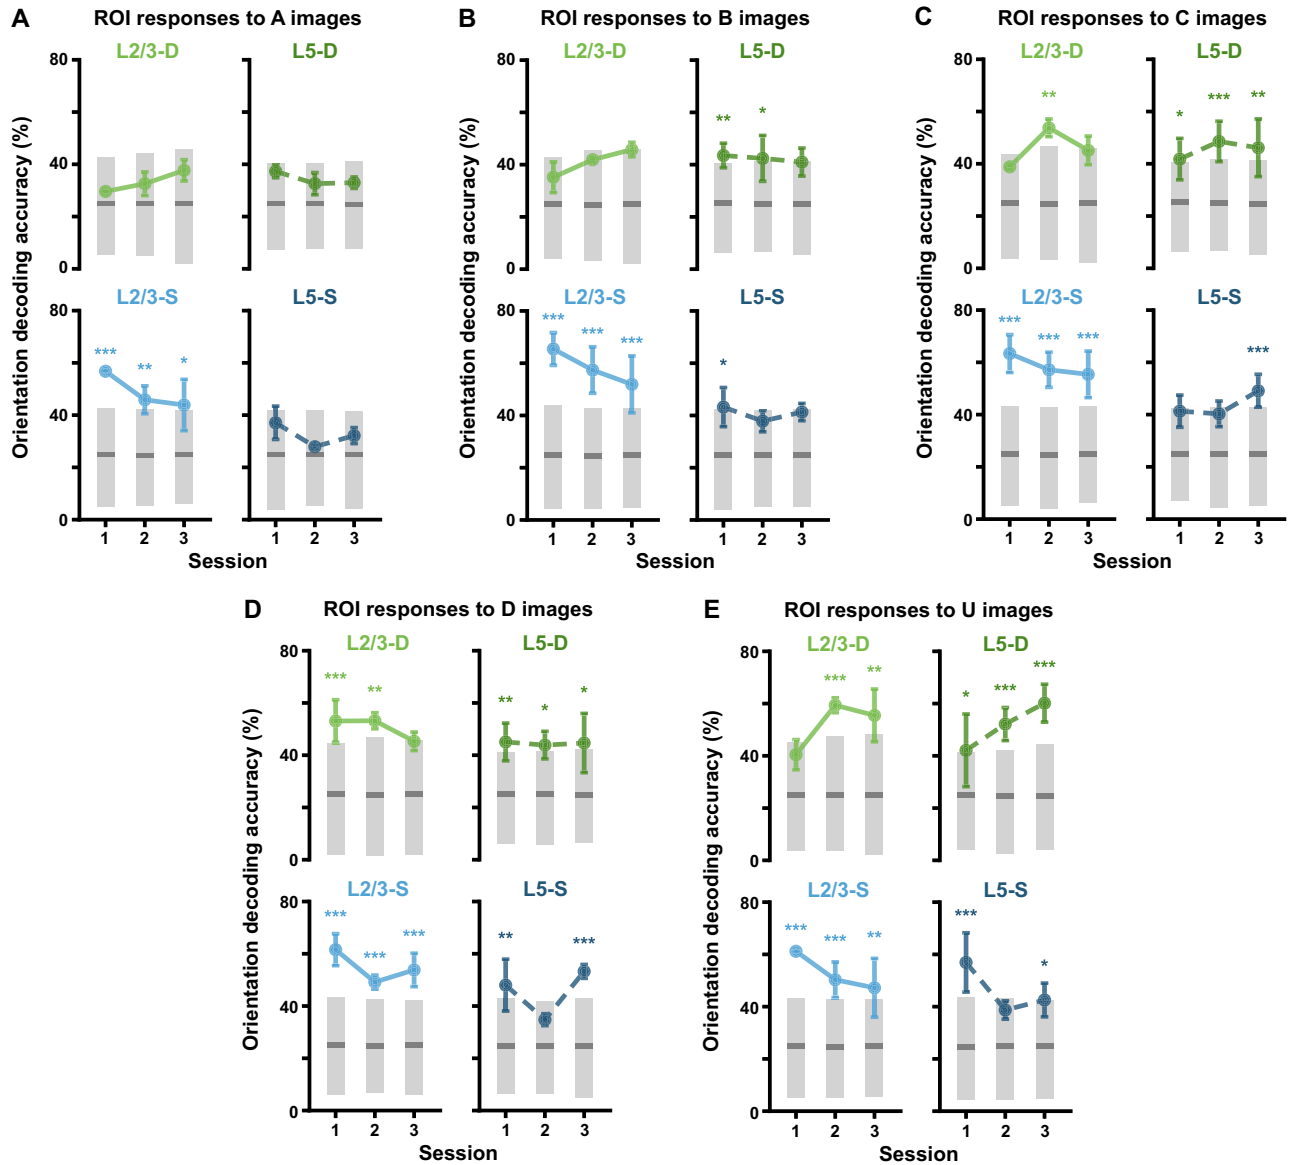 A
ROI responses to A images
L2/3-D
L5-D
80
40
0
L2/3-S
L5-S
80
***
**
*
40
0
1 2 3
1 2 3
Session
Orientation decoding accuracy (%)
B
ROI responses to B images
L2/3-D
L5-D
80
** *
40
0
L2/3-S
L5-S
80
***
***
***
*
40
0
1 2 3
1 2 3
Session
Orientation decoding accuracy (%)
C
ROI responses to C images
L2/3-D
L5-D
80
**
* *** **
40
0
L2/3-S
L5-S
80
***
***
***
***
40
0
1 2 3
1 2 3
Session
Orientation decoding accuracy (%)
D
ROI responses to D images
L2/3-D
L5-D
80
***
**
** * *
40
0
L2/3-S
L5-S
80
***
***
***
** ***
40
0
1 2 3
1 2 3
Session
Orientation decoding accuracy (%)
E
ROI responses to U images
L2/3-D
L5-D
80
*** **
* *** ***
40
0
L2/3-S
L5-S
80
***
***
**
*** *
40
0
1 2 3
1 2 3
Session
Orientation decoding accuracy (%)